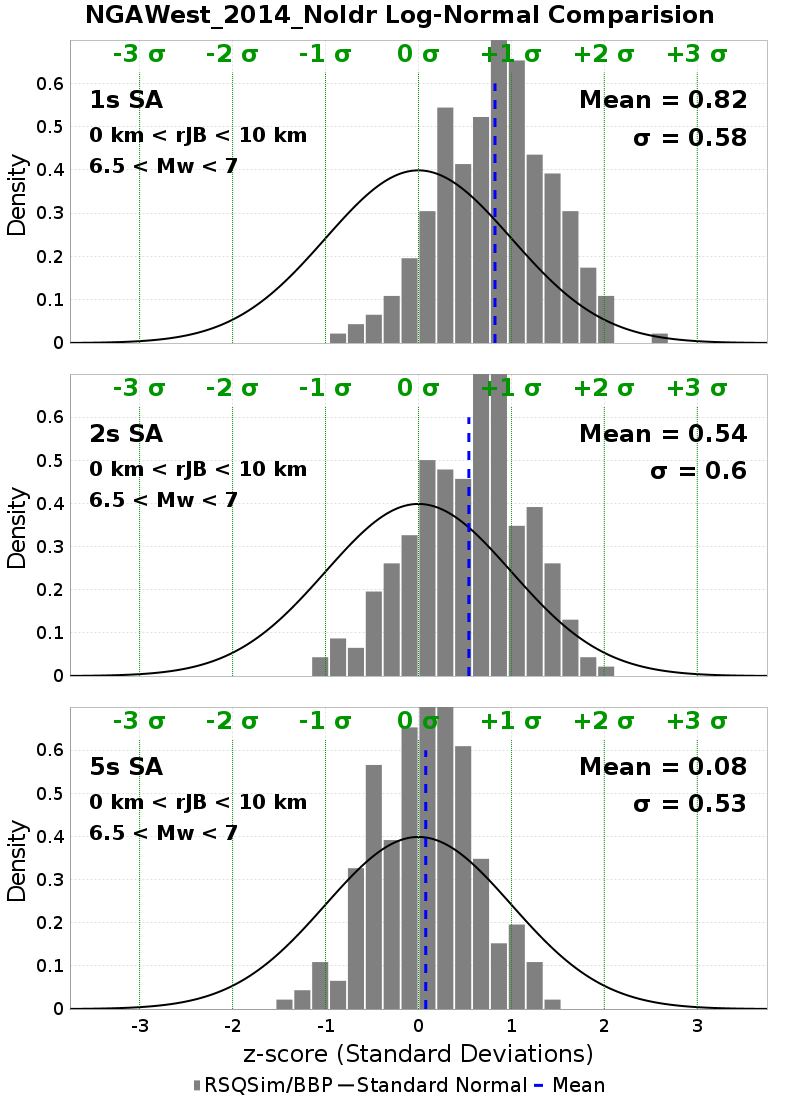 NGAWest_2014_NoIdr Log-Normal Comparision
-3 σ -2 σ -1 σ 0 σ +1 σ +2 σ +3 σ
1s SA
Mean = 0.82
0 km < rJB < 10 km
σ = 0.58
6.5 < Mw < 7
Density
0.6
0.5
0.4
0.3
0.2
0.1
0
-3 σ -2 σ -1 σ 0 σ +1 σ +2 σ +3 σ
2s SA
Mean = 0.54
0 km < rJB < 10 km
σ = 0.6
6.5 < Mw < 7
Density
0.6
0.5
0.4
0.3
0.2
0.1
0
-3 σ -2 σ -1 σ 0 σ +1 σ +2 σ +3 σ
5s SA
Mean = 0.08
0 km < rJB < 10 km
σ = 0.53
6.5 < Mw < 7
Density
0.6
0.5
0.4
0.3
0.2
0.1
0
-3 -2 -1 0 1 2 3
z-score (Standard Deviations)
RSQSim/BBP Standard Normal Mean